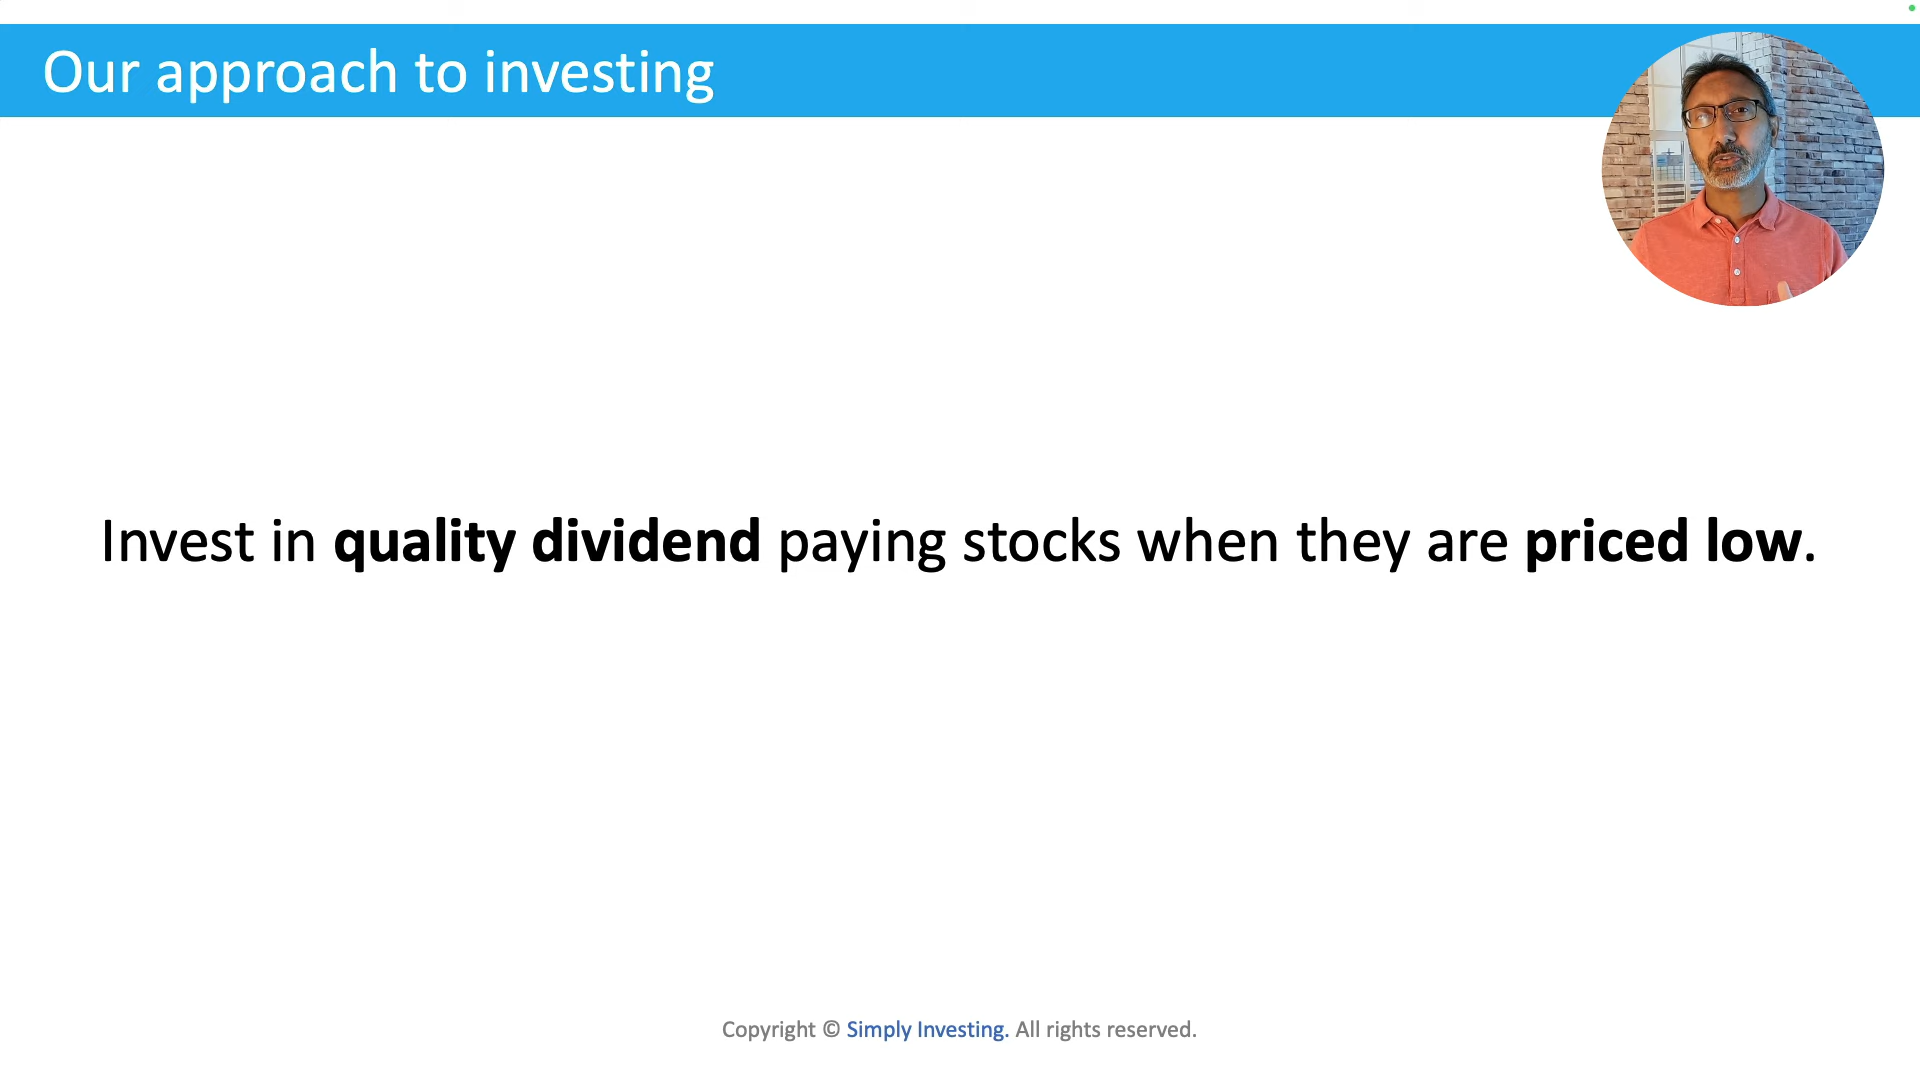 Our approach to investing
Invest in quality dividend paying stocks when they are priced low.
Copyright © Simply Investing. All rights reserved.